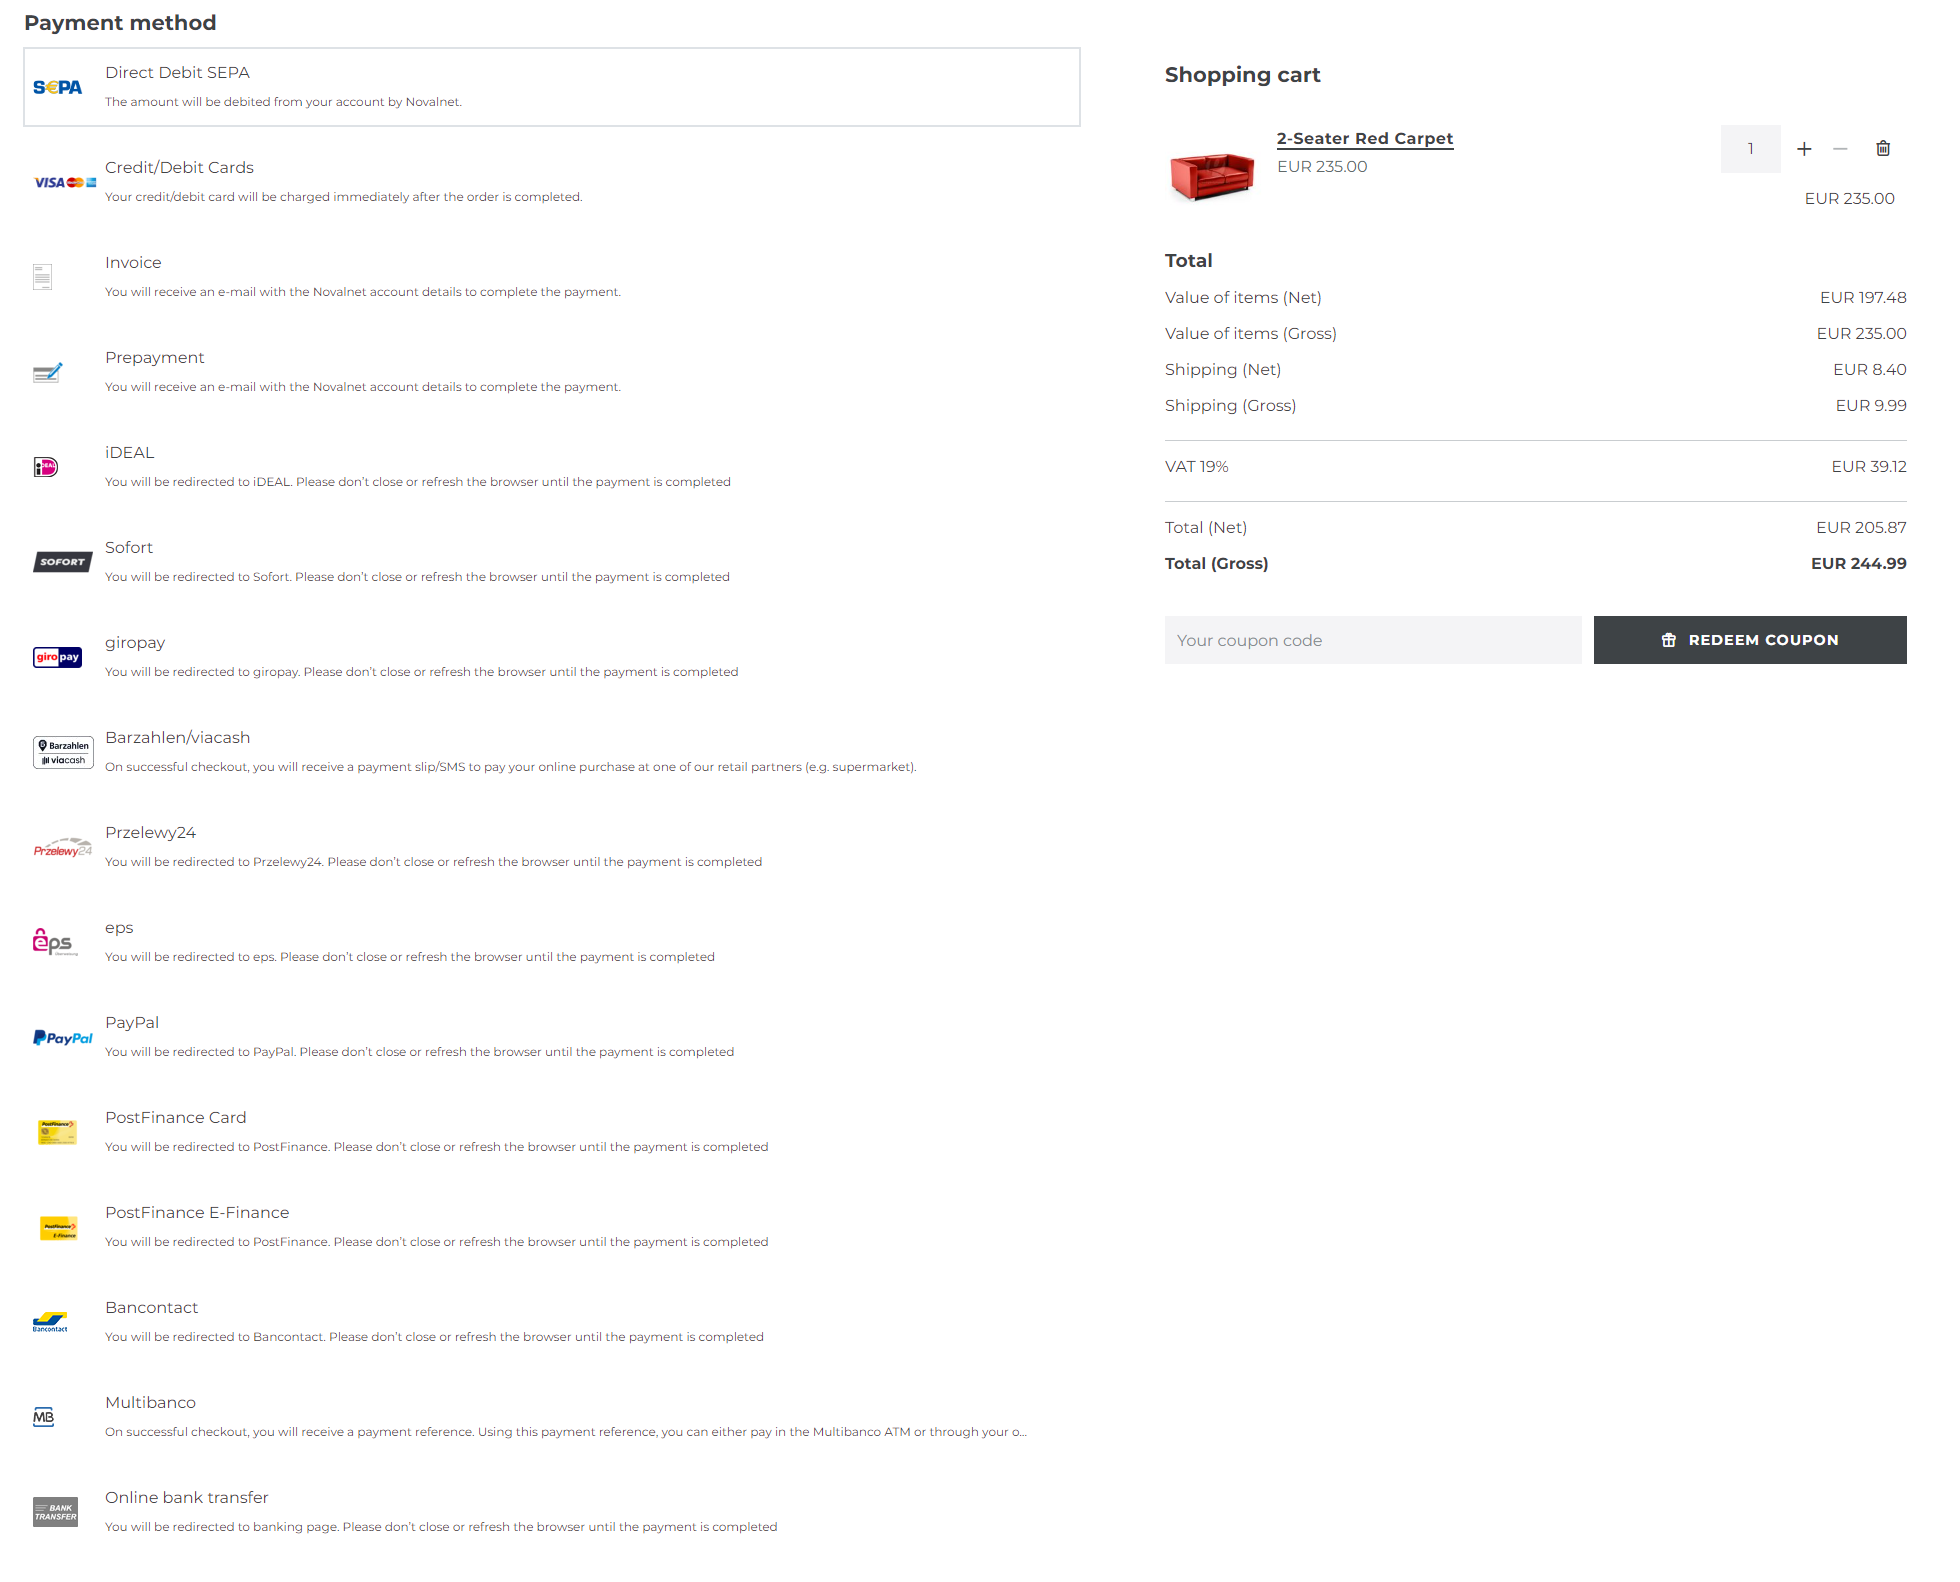 Payment method
SEPA
Direct Debit SEPA
The amount will be debited from your account by Novalnet.
VISA
Credit/Debit Cards
Your credit/debit card will be charged immediately after the order is completed.
Invoice
You will receive an e-mail with the Novalnet account details to complete the payment.
Prepayment
You will receive an e-mail with the Novalnet account details to complete the payment.
iDEAL
iDEAL
You will be redirected to iDEAL. Please don't close or refresh the browser until the payment is completed
SOFORT
Sofort
You will be redirected to Sofort. Please don't close or refresh the browser until the payment is completed
giropay
giropay
You will be redirected to giropay. Please don't close or refresh the browser until the payment is completed
Barzahlen
viacash
Barzahlen/viacash
On successful checkout, you will receive a payment slip/SMS to pay your online purchase at one of our retail partners (e.g. supermarket).
Przelewy24
Przelewy24
You will be redirected to Przelewy24. Please don't close or refresh the browser until the payment is completed
eps
eps
You will be redirected to eps. Please don't close or refresh the browser until the payment is completed
PayPal
PayPal
You will be redirected to PayPal. Please don't close or refresh the browser until the payment is completed
PostFinance
PostFinance Card
You will be redirected to PostFinance. Please don't close or refresh the browser until the payment is completed
PostFinance
E-Finance
PostFinance E-Finance
You will be redirected to PostFinance. Please don't close or refresh the browser until the payment is completed
Bancontact
Bancontact
You will be redirected to Bancontact. Please don't close or refresh the browser until the payment is completed
MB
Multibanco
On successful checkout, you will receive a payment reference. Using this payment reference, you can either pay in the Multibanco ATM or through your o...
BANK
TRANSFER
Online bank transfer
You will be redirected to banking page. Please don't close or refresh the browser until the payment is completed
Shopping cart
2-Seater Red Carpet
EUR 235.00
1
EUR 235.00
Total
Value of items (Net) EUR 197.48
Value of items (Gross) EUR 235.00
Shipping (Net) EUR 8.40
Shipping (Gross) EUR 9.99
VAT 19% EUR 39.12
Total (Net) EUR 205.87
Total (Gross) EUR 244.99
Your coupon code
REDEEM COUPON